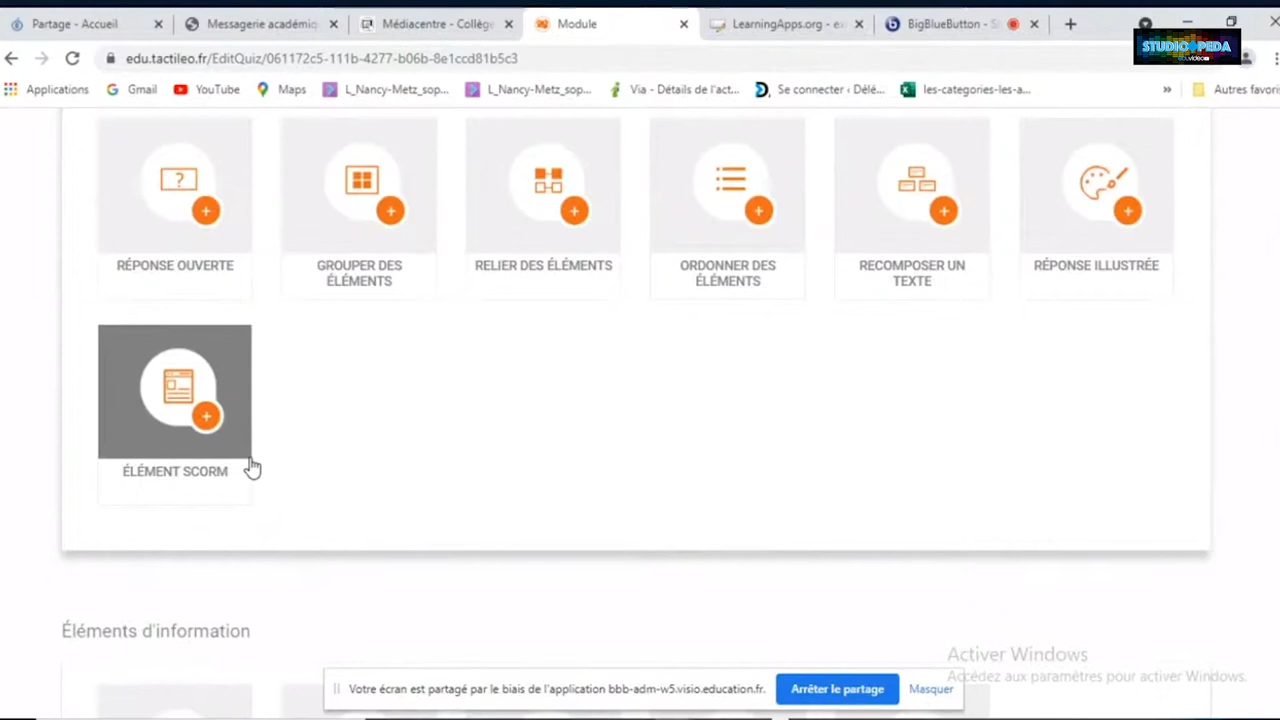 Partage - Accueil
Messagerie académiq
Médiacentre - Collège
Module
LearningApps.org - e
BigBlueButton - S
STUDIC PEDA
edu.tactileo.fr/EditQuiz/061172c5-111b-4277-b06b-8e1ccd9fb5c3
Applications
Gmail
YouTube
Maps
L_Nancy-Metz_sop...
L_Nancy-Metz_sop...
Via - Détails de l'act...
Se connecter ‹ Délé...
les-categories-les-a...
»
Autres favoris
?
RÉPONSE OUVERTE
GROUPER DES
ÉLÉMENTS
RELIER DES ÉLÉMENTS
ORDONNER DES
ÉLÉMENTS
RECOMPOSER UN
TEXTE
RÉPONSE ILLUSTRÉE
ÉLÉMENT SCORM
Éléments d'information
Activer Windows
Accédez aux paramètres pour activer Windows.
Votre écran est partagé par le biais de l'application bbb-adm-w5.visio.education.fr.
Arrêter le partage
Masquer